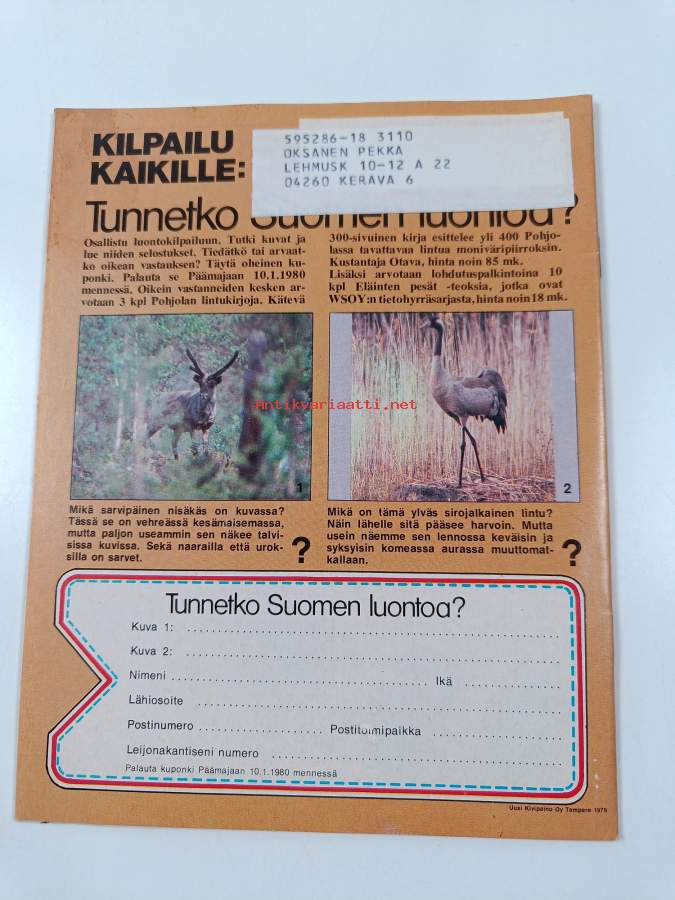 KILPAILU
KAIKILLE:
595286-18 3110
OKSANEN PEKKA
LEHMUSK 10-12 A 22
04260 KERAVA 6
Tunnetko Suomen luontoa?
Osallistu luontokilpailuun. Tutki kuvat ja
lue niiden selostukset. Tiedätkö tai arvaat-
ko oikean vastauksen? Täytä oheinen ku-
ponki. Palauta se Päämajaan 10.1.1980
mennessä. Oikein vastanneiden kesken ar-
votaan 3 kpl Pohjolan lintukirjoja. Kätevä
300-sivuinen kirja esittelee yli 400 Pohjo-
lassa tavattavaa lintua moniväripiirroksin.
Kustantaja Otava, hinta noin 85 mk.
Lisäksi arvotaan lohdutuspalkintoina 10
kpl Eläinten pesät -teoksia, jotka ovat
WSOY:n tietohyrräsarjasta, hinta noin 18 mk.
Antikvariaatti.net
1
2
Mikä sarvipäinen nisäkäs on kuvassa?
Tässä se on vehreässä kesämaisemassa,
mutta paljon useammin sen näkee talvi-
sissa kuvissa. Sekä naarailla että urok-
silla on sarvet.
?
Mikä on tämä ylväs sirojalkainen lintu?
Näin lähelle sitä pääsee harvoin. Mutta
usein näemme sen lennossa keväisin ja
syksyisin komeassa aurassa muuttomat-
kallaan.
?
Tunnetko Suomen luontoa?
Kuva 1:
Kuva 2:
Nimeni Ikä
Lähiosoite
Postinumero Postitoimipaikka
Leijonakantiseni numero
Palauta kuponki Päämajaan 10.1.1980 mennessä
Uusi Kivipaino Oy Tampere 1979